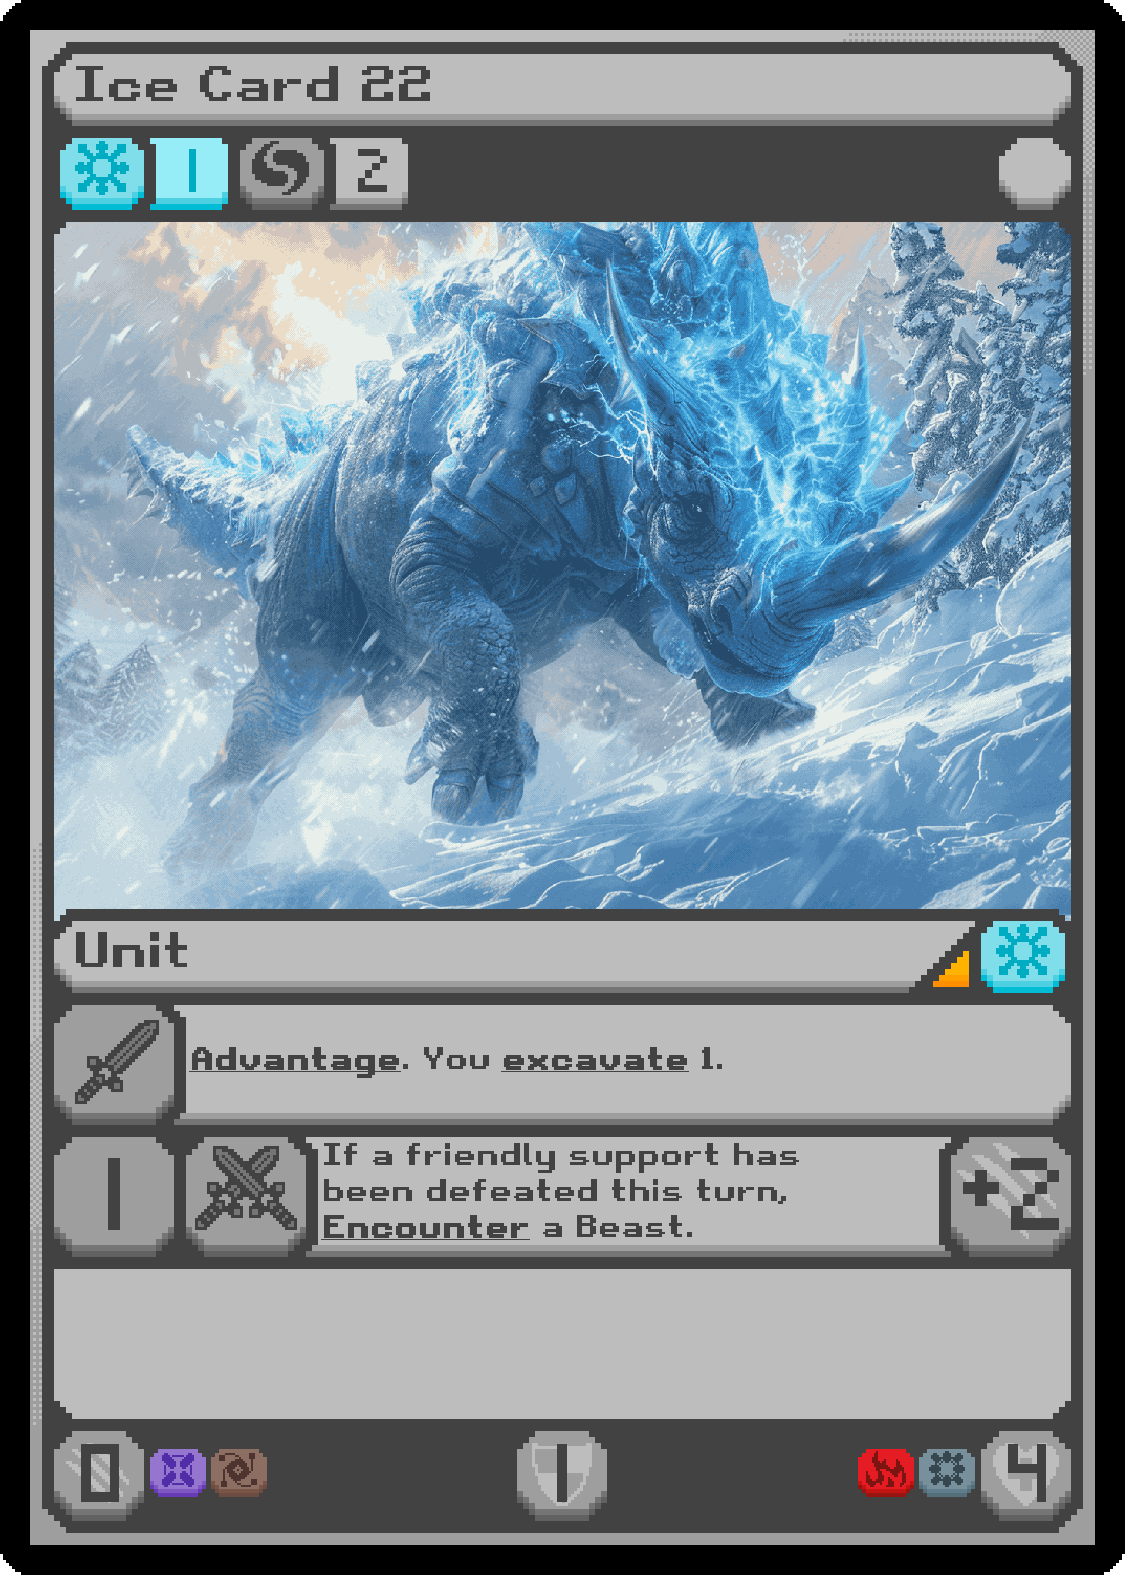 Ice Card 22
1 2
Unit
Advantage. You excavate 1.
1 If a friendly support has +2
been defeated this turn,
Encounter a Beast.
0 1 4